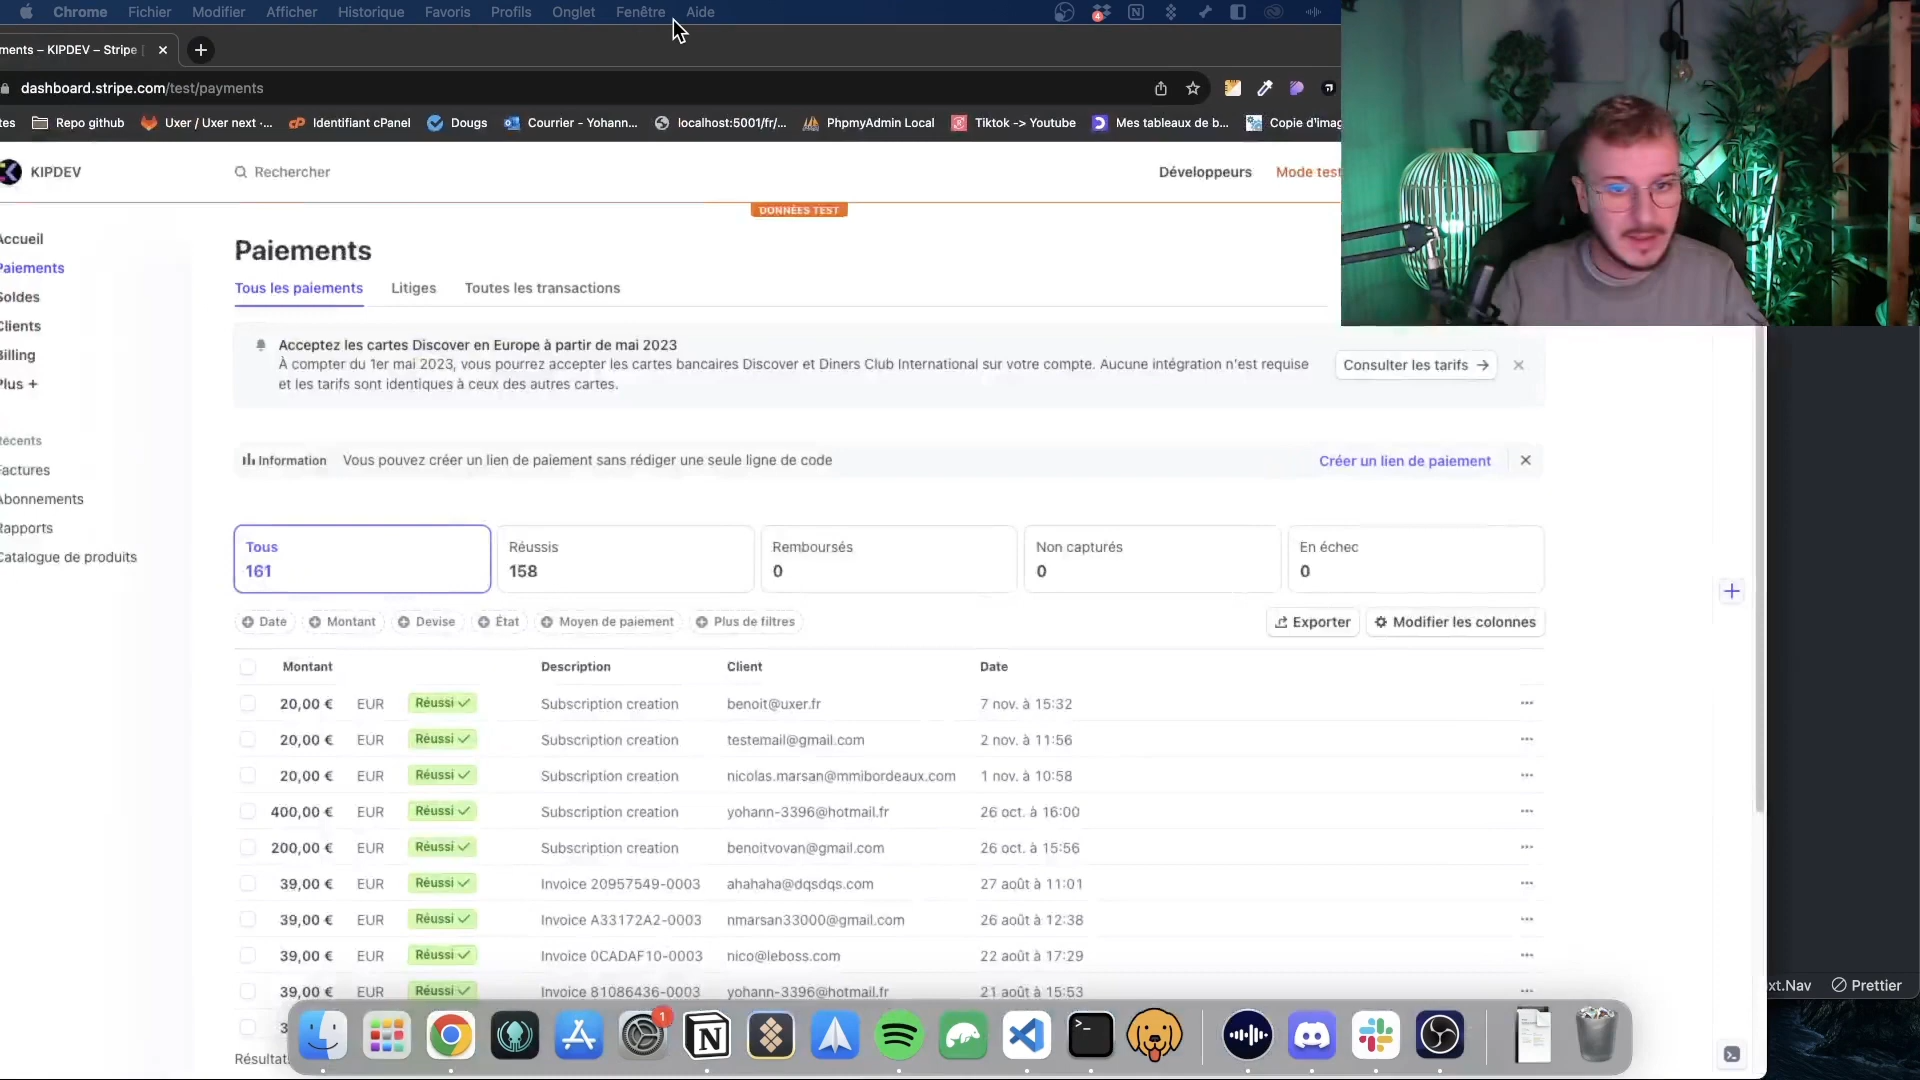 Chrome Fichier Modifier Afficher Historique Favoris Profils Onglet Fenêtre Aide
4
ments – KIPDEV – Stripe [
dashboard.stripe.com/test/payments
tes Repo github Uxer / Uxer next ·... Identifiant cPanel Dougs Courrier - Yohann... localhost:5001/fr/... PhpmyAdmin Local Tiktok -> Youtube Mes tableaux de b... Copie d'imag
KIPDEV
Rechercher
Développeurs
Mode test
DONNÉES TEST
Accueil
Paiements
Soldes
Clients
Billing
Plus +
Récents
Factures
Abonnements
Rapports
Catalogue de produits
Paiements
Tous les paiements Litiges Toutes les transactions
Acceptez les cartes Discover en Europe à partir de mai 2023
À compter du 1er mai 2023, vous pourrez accepter les cartes bancaires Discover et Diners Club International sur votre compte. Aucune intégration n'est requise
et les tarifs sont identiques à ceux des autres cartes.
Consulter les tarifs →
Information Vous pouvez créer un lien de paiement sans rédiger une seule ligne de code
Créer un lien de paiement
Tous
161
Réussis
158
Remboursés
0
Non capturés
0
En échec
0
Date Montant Devise État Moyen de paiement Plus de filtres
Exporter Modifier les colonnes
Montant Description Client Date
20,00 € EUR Réussi Subscription creation benoit@uxer.fr 7 nov. à 15:32
20,00 € EUR Réussi Subscription creation testemail@gmail.com 2 nov. à 11:56
20,00 € EUR Réussi Subscription creation nicolas.marsan@mmibordeaux.com 1 nov. à 10:58
400,00 € EUR Réussi Subscription creation yohann-3396@hotmail.fr 26 oct. à 16:00
200,00 € EUR Réussi Subscription creation benoitvovan@gmail.com 26 oct. à 15:56
39,00 € EUR Réussi Invoice 20957549-0003 ahahaha@dqsdqs.com 27 août à 11:01
39,00 € EUR Réussi Invoice A33172A2-0003 nmarsan33000@gmail.com 26 août à 12:38
39,00 € EUR Réussi Invoice 0CADAF10-0003 nico@leboss.com 22 août à 17:29
39,00 € EUR Réussi Invoice 81086436-0003 yohann-3396@hotmail.fr 21 août à 15:53
3
Résultat
1
xt.Nav Prettier